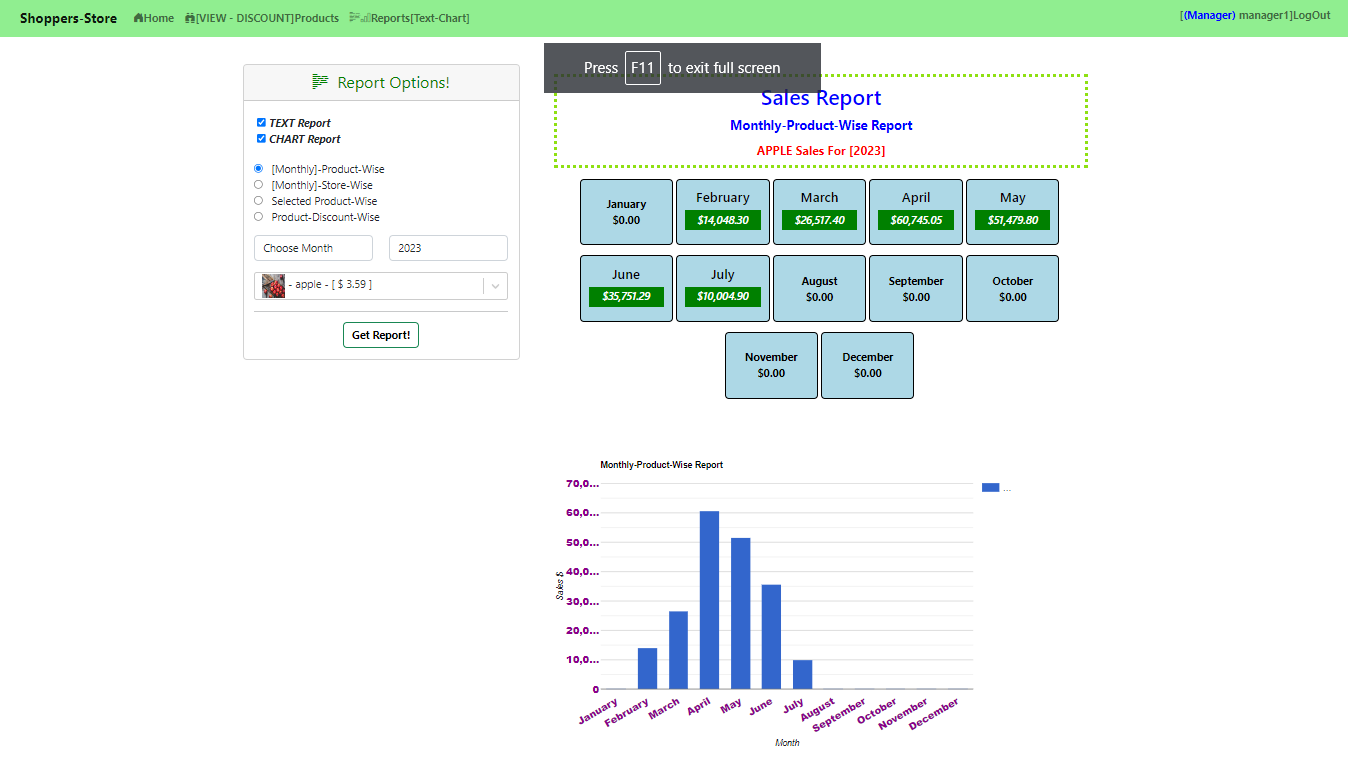 Shoppers-Store Home [VIEW - DISCOUNT]Products Reports[Text-Chart] [(Manager) manager1]LogOut
Press F11 to exit full screen
Report Options!
TEXT Report
CHART Report
[Monthly]-Product-Wise
[Monthly]-Store-Wise
Selected Product-Wise
Product-Discount-Wise
Choose Month 2023
- apple - [ $ 3.59 ]
Get Report!
Sales Report
Monthly-Product-Wise Report
APPLE Sales For [2023]
January February March April May
$0.00 $14,048.30 $26,517.40 $60,745.05 $51,479.80
June July August September October
$35,751.29 $10,004.90 $0.00 $0.00 $0.00
November December
$0.00 $0.00
Monthly-Product-Wise Report
70,0...
60,0...
50,0...
40,0...
30,0...
20,0...
10,0...
0
Sales $
...
January February March April May June July August September October November December
Month